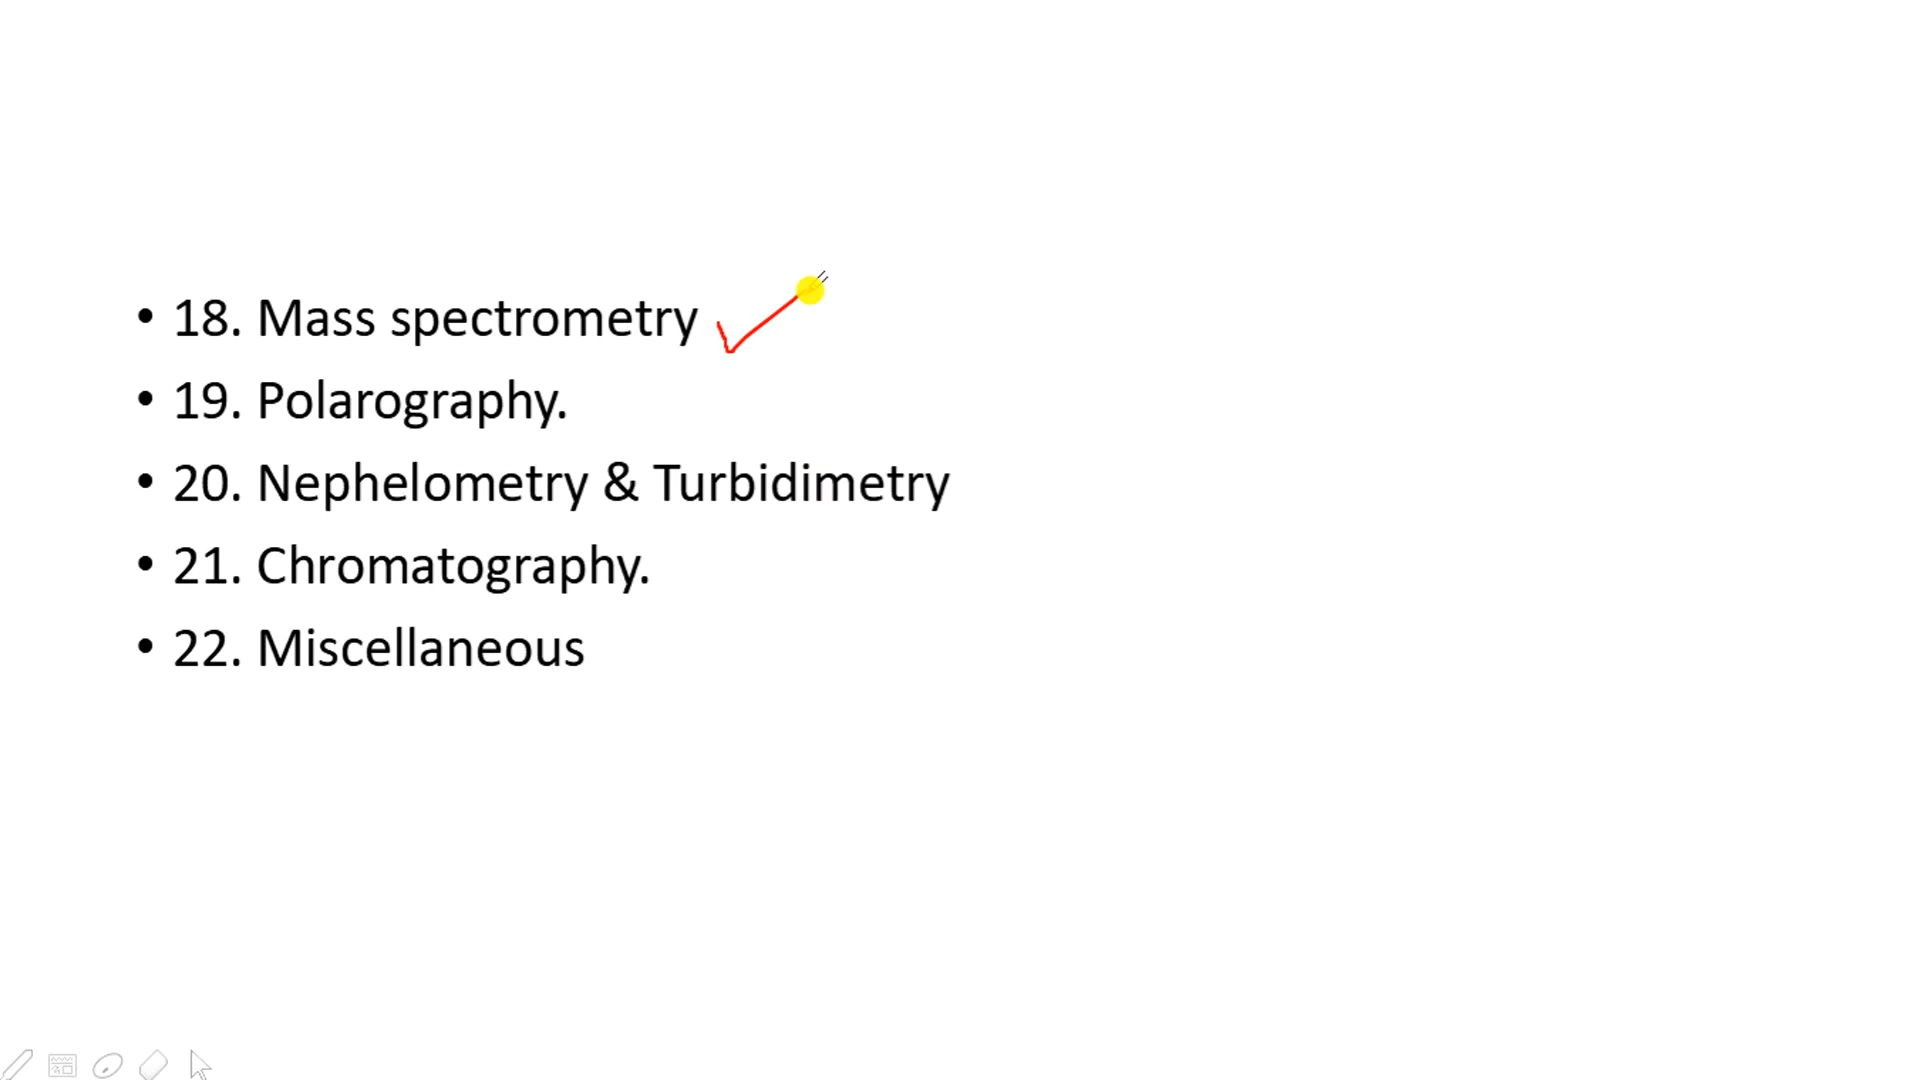 • 18. Mass spectrometry
• 19. Polarography.
• 20. Nephelometry & Turbidimetry
• 21. Chromatography.
• 22. Miscellaneous